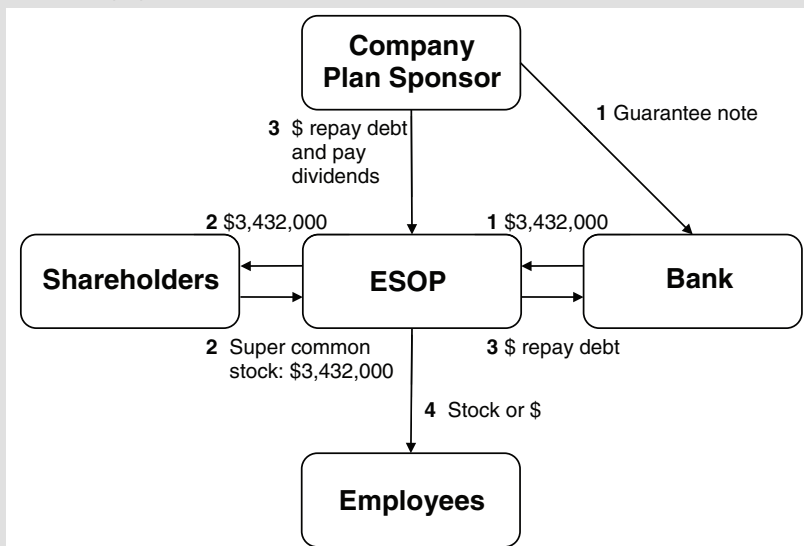 Company
Plan Sponsor
1 Guarantee note
3 $ repay debt
and pay
dividends
2 $3,432,000
1 $3,432,000
Shareholders
ESOP
Bank
2 Super common
stock: $3,432,000
3 $ repay debt
4 Stock or $
Employees